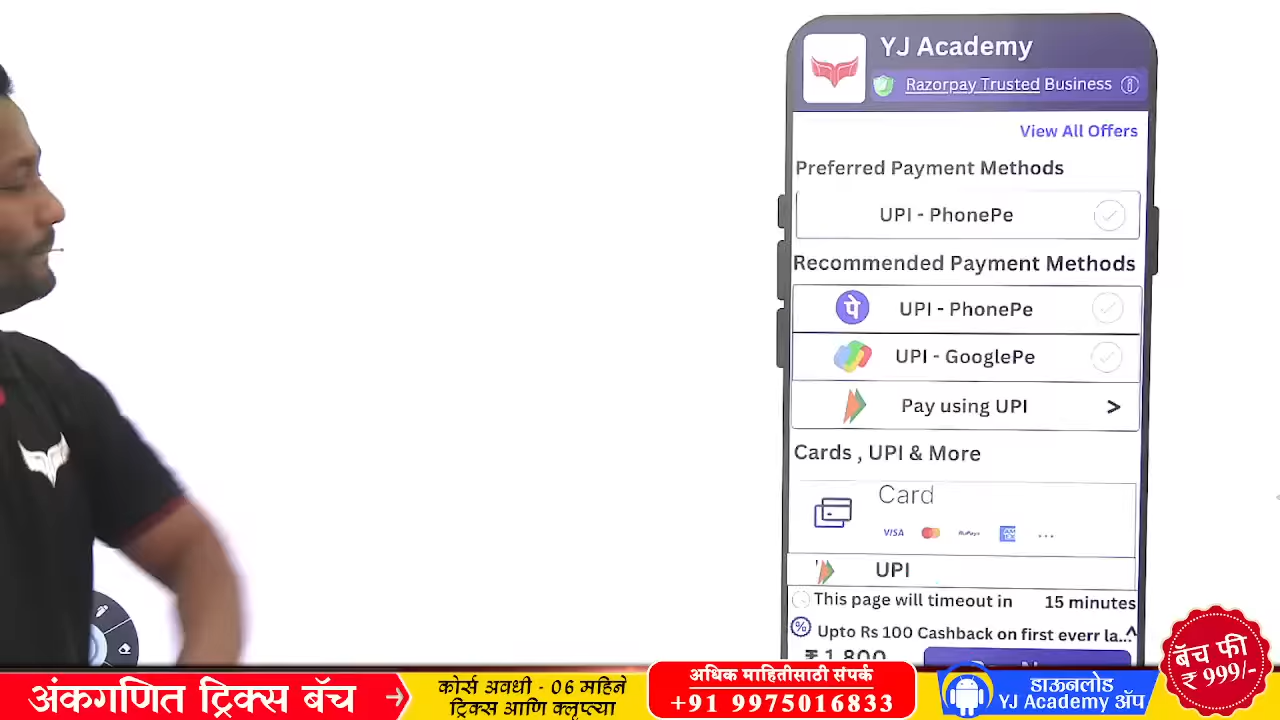 YJ Academy
Razorpay Trusted Business
View All Offers
Preferred Payment Methods
UPI - PhonePe
Recommended Payment Methods
पे UPI - PhonePe
UPI - GooglePe
Pay using UPI >
Cards , UPI & More
Card
VISA RuPay ...
UPI
This page will timeout in 15 minutes
% Upto Rs 100 Cashback on first everr la..^
₹ 1,800
अंकगणित ट्रिक्स बॅच
कोर्स अवधी - 06 महिने
ट्रिक्स आणि क्लृप्त्या
अधिक माहितीसाठी संपर्क
+91 9975016833
डाऊनलोड
YJ Academy ॲप
बॅच फी
₹ 999/-